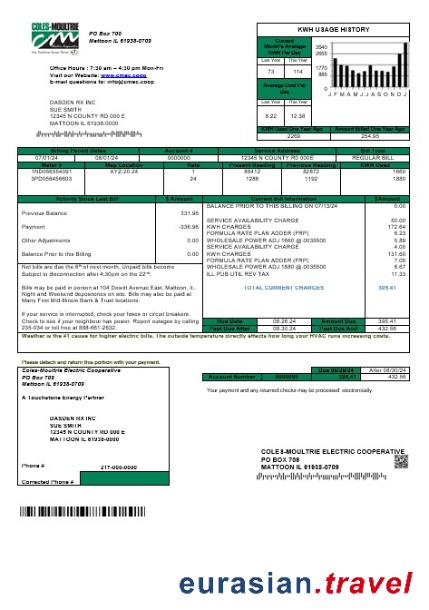 COLES-MOULTRIE
cme
PO Box 700
Mattoon IL 61938-0709
Office Hours : 7:30 am – 4:30 pm Mon-Fri
Visit our Website: www.cmec.coop
E-mail questions to: info@cmec.coop
DASDEN RX INC
SUE SMITH
12345 N COUNTY RD 000 E
MATTOON IL 61938-0000
KWH USAGE HISTORY
Current
Month's Average
KWH Per Day
Last Year This Year
73 114
Average Cost Per
Day
Last Year This Year
8.22 12.38
3540
2655
1770
885
0
J F M A M J J A S O N D J
KWH Used One Year Ago Amount Billed One Year Ago
2269 254.95
Billing Period Dates Account # Service Address Bill Type
07/01/24 08/01/24 0000000 12345 N COUNTY R0 000E REGULAR BILL
Meter # Map Location Rate Present Reading Previous Reading KWH Used
XYZ-20.24 1 88412 82872 1660
3PD056456603 24 1286 1192 1880
Activity Since Last Bill $ Amount Current Bill Information $Amount
BALANCE PRIOR TO THIS BILLING ON 07/13/24 0.00
Previous Balance 331.98
SERVICE AVAILABILITY CHARGE 50.00
Payment -336.98 KWH CHARGES 172.64
FORMULA RATE PLAN ADDER (FRP) 6.23
Other Adjustments 0.00 WHOLESALE POWER ADJ 1660 @ .0035500 5.89
SERVICE AVAILABILITY CHARGE 4.00
Balance Prior to this Billing 0.00 KWH CHARGES 131.60
FORMULA RATE PLAN ADDER (FRP) 7.05
WHOLESALE POWER ADJ 1880 @ .0035500 6.67
ILL PUB UTIL REV TAX 11.33
Net bills are due the 6th of next month. Unpaid bills become
Subject to disconnection after 4:30pm on the 22nd.
TOTAL CURRENT CHARGES 395.41
Bills may be paid in person at 104 Dewitt Avenue East, Mattoon, IL.
Night and Weekend depositories on site. Bills may also be paid at
Many First Mid-Illinois Bank & Trust locations.
If your service is interrupted, check your fuses or circuit breakers.
Check to see if your neighbour has power. Report outages by calling
235-034 or toll free at 888-661-2632.
Due Date 08.26.24 Amount Due 395.41
Past Due After 08.30.24 Past Due Amt 432.56
Weather is the #1 cause for higher electric bills. The outside temperature directly affects how long your HVAC runs increasing costs.
Please detach and return this portion with your payment.
Coles-Moultrie Electric Cooperative
PO Box 709
Mattoon IL 61938-0709
A Touchstone Energy Partner
Due 08/26/24 After 08/30/24
Account Number 0000000 395.41 432.56
Your payment and any returned checks may be processed electronically.
DASDEN RX INC
SUE SMITH
12345 N COUNTY RD 000 E
MATTOON IL 61938-0000
Phone # 217-000-0000
Corrected Phone #
COLES-MOULTRIE ELECTRIC COOPERATIVE
PO BOX 709
MATTOON IL 61938-0709
eurasian.travel